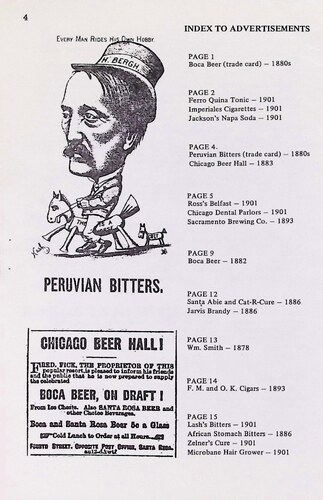 4
EVERY MAN RIDES HIS OWN HOBBY
H. BERGH
PERUVIAN BITTERS.
CHICAGO BEER HALL!
FRED. FICK, THE PROPRIETOR OF THIS
popular resort, is pleased to inform his friends
and the public that he is now prepared to supply
the celebrated
BOCA BEER, ON DRAFT!
From Ice Chests. Also SANTA ROSA BEER and
other Choice Beverages.
Boca and Santa Rosa Beer 5c a Glass
Cold Lunch to Order at all Hours.
FOURTH STREET, OPPOSITE POST OFFICE, SANTA ROSA.
INDEX TO ADVERTISEMENTS
PAGE 1
Boca Beer (trade card) — 1880s
PAGE 2
Ferro Quina Tonic — 1901
Imperiales Cigarettes — 1901
Jackson's Napa Soda — 1901
PAGE 4.
Peruvian Bitters (trade card) — 1880s
Chicago Beer Hall — 1883
PAGE 5
Ross's Belfast — 1901
Chicago Dental Parlors — 1901
Sacramento Brewing Co. — 1893
PAGE 9
Boca Beer — 1882
PAGE 12
Santa Abie and Cat-R-Cure — 1886
Jarvis Brandy — 1886
PAGE 13
Wm. Smith — 1878
PAGE 14
F. M. and O. K. Cigars — 1893
PAGE 15
Lash's Bitters — 1901
African Stomach Bitters — 1886
Zelner's Cure — 1901
Microbane Hair Grower — 1901